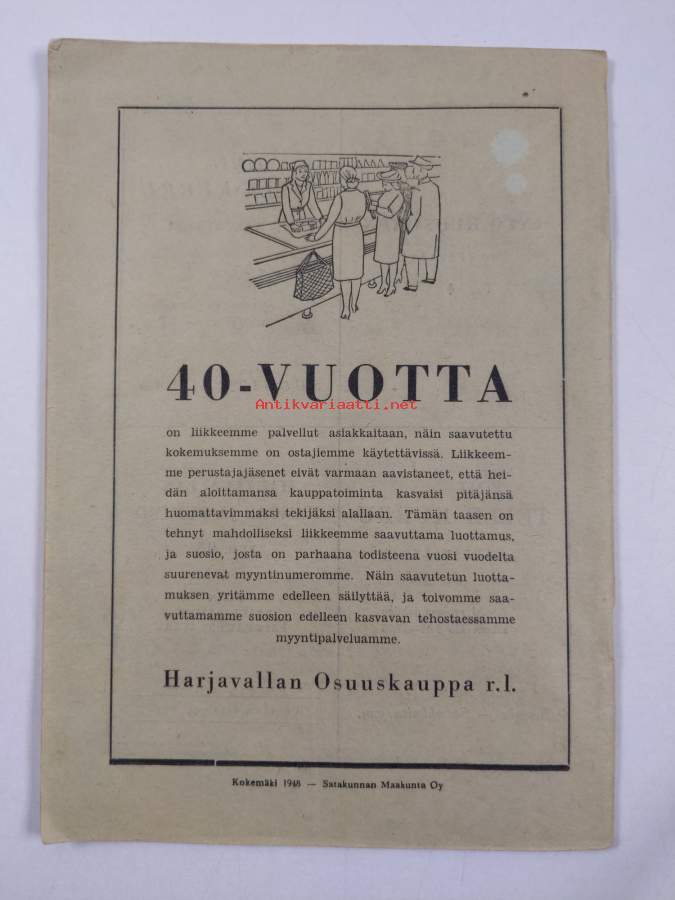 40-VUOTTA
Antikvariaatti.net
on liikkeemme palvellut asiakkaitaan, näin saavutettu
kokemuksemme on ostajiemme käytettävissä. Liikkeem-
me perustajajäsenet eivät varmaan aavistaneet, että hei-
dän aloittamansa kauppatoiminta kasvaisi pitäjänsä
huomattavimmaksi tekijäksi alallaan. Tämän taasen on
tehnyt mahdolliseksi liikkeemme saavuttama luottamus,
ja suosio, josta on parhaana todisteena vuosi vuodelta
suurenevat myyntinumeromme. Näin saavutetun luotta-
muksen yritämme edelleen säilyttää, ja toivomme saa-
vuttamamme suosion edelleen kasvavan tehostaessamme
myyntipalveluamme.
Harjavallan Osuuskauppa r.l.
Kokemäki 1948 — Satakunnan Maakunta Oy